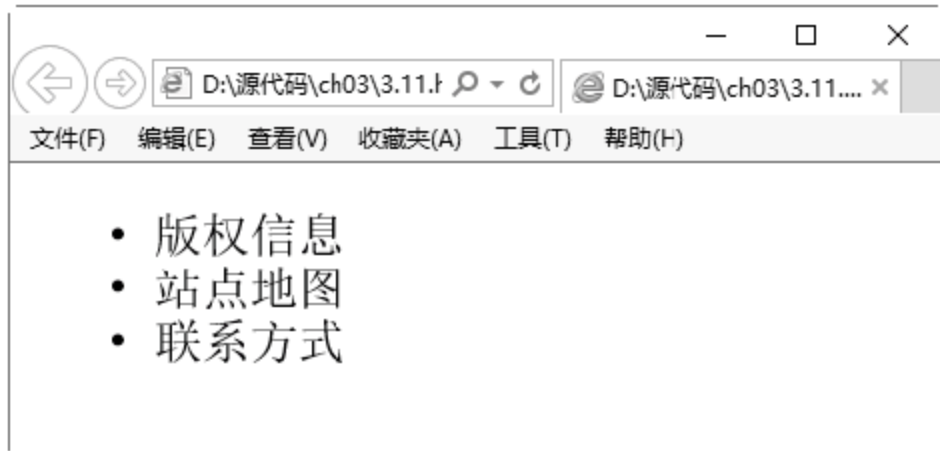 D:\源代码\ch03\3.11.h
D:\源代码\ch03\3.11....
文件(F) 编辑(E) 查看(V) 收藏夹(A) 工具(T) 帮助(H)
• 版权信息
• 站点地图
• 联系方式